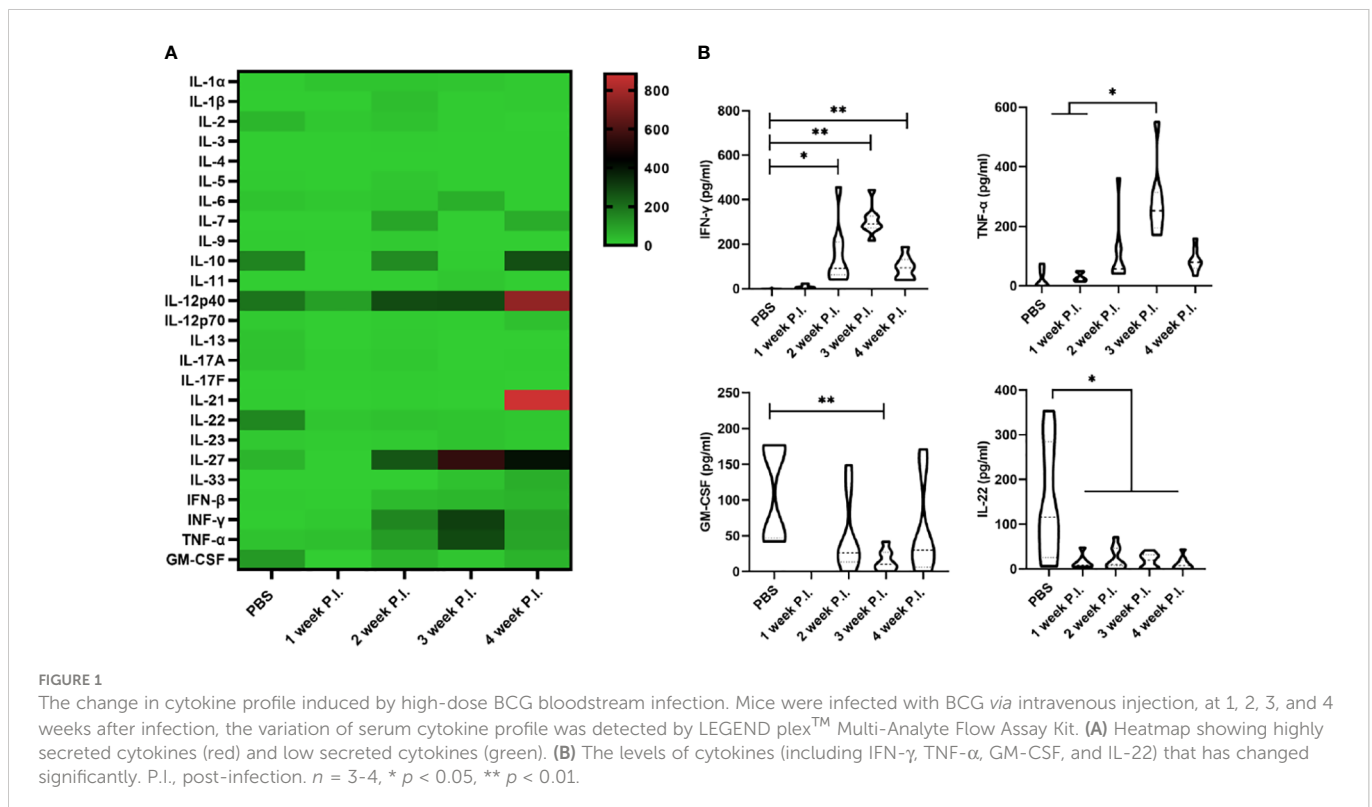 A
IL-1α
IL-1β
IL-2
IL-3
IL-4
IL-5
IL-6
IL-7
IL-9
IL-10
IL-11
IL-12p40
IL-12p70
IL-13
IL-17A
IL-17F
IL-21
IL-22
IL-23
IL-27
IL-33
IFN-β
INF-γ
TNF-α
GM-CSF
PBS
1 week P.I.
2 week P.I.
3 week P.I.
4 week P.I.
800
600
400
200
0
B
IFN-γ (pg/ml)
800
600
400
200
0
**
**
*
PBS
1 week P.I.
2 week P.I.
3 week P.I.
4 week P.I.
TNF-α (pg/ml)
600
400
200
0
*
PBS
1 week P.I.
2 week P.I.
3 week P.I.
4 week P.I.
GM-CSF (pg/ml)
250
200
150
100
50
0
**
PBS
1 week P.I.
2 week P.I.
3 week P.I.
4 week P.I.
IL-22 (pg/ml)
400
300
200
100
0
*
PBS
1 week P.I.
2 week P.I.
3 week P.I.
4 week P.I.
FIGURE 1
The change in cytokine profile induced by high-dose BCG bloodstream infection. Mice were infected with BCG via intravenous injection, at 1, 2, 3, and 4
weeks after infection, the variation of serum cytokine profile was detected by LEGEND plex™ Multi-Analyte Flow Assay Kit. (A) Heatmap showing highly
secreted cytokines (red) and low secreted cytokines (green). (B) The levels of cytokines (including IFN-γ, TNF-α, GM-CSF, and IL-22) that has changed
significantly. P.I., post-infection. n = 3-4, * p < 0.05, ** p < 0.01.